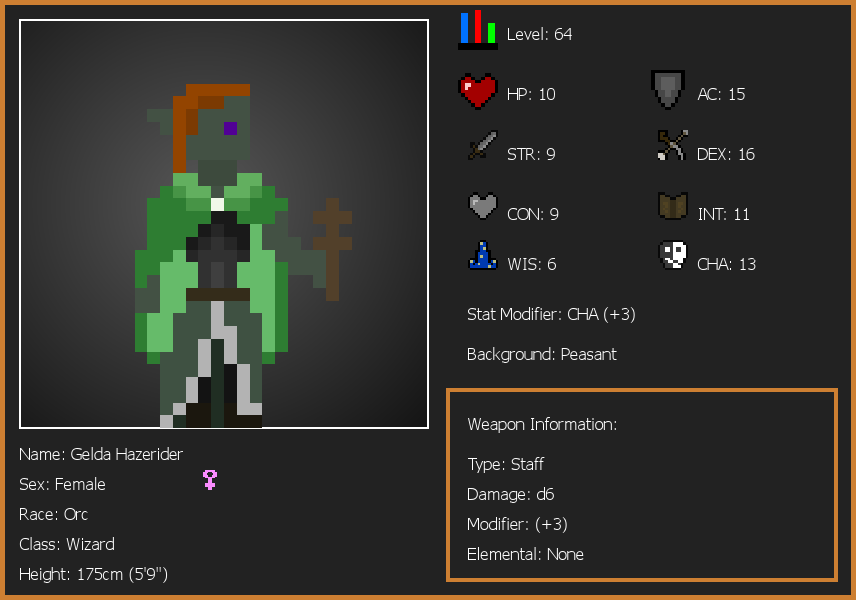 Level: 64
HP: 10
AC: 15
STR: 9
DEX: 16
CON: 9
INT: 11
WIS: 6
CHA: 13
Stat Modifier: CHA (+3)
Background: Peasant
Weapon Information:
Type: Staff
Damage: d6
Modifier: (+3)
Elemental: None
Name: Gelda Hazerider
Sex: Female
Race: Orc
Class: Wizard
Height: 175cm (5'9")